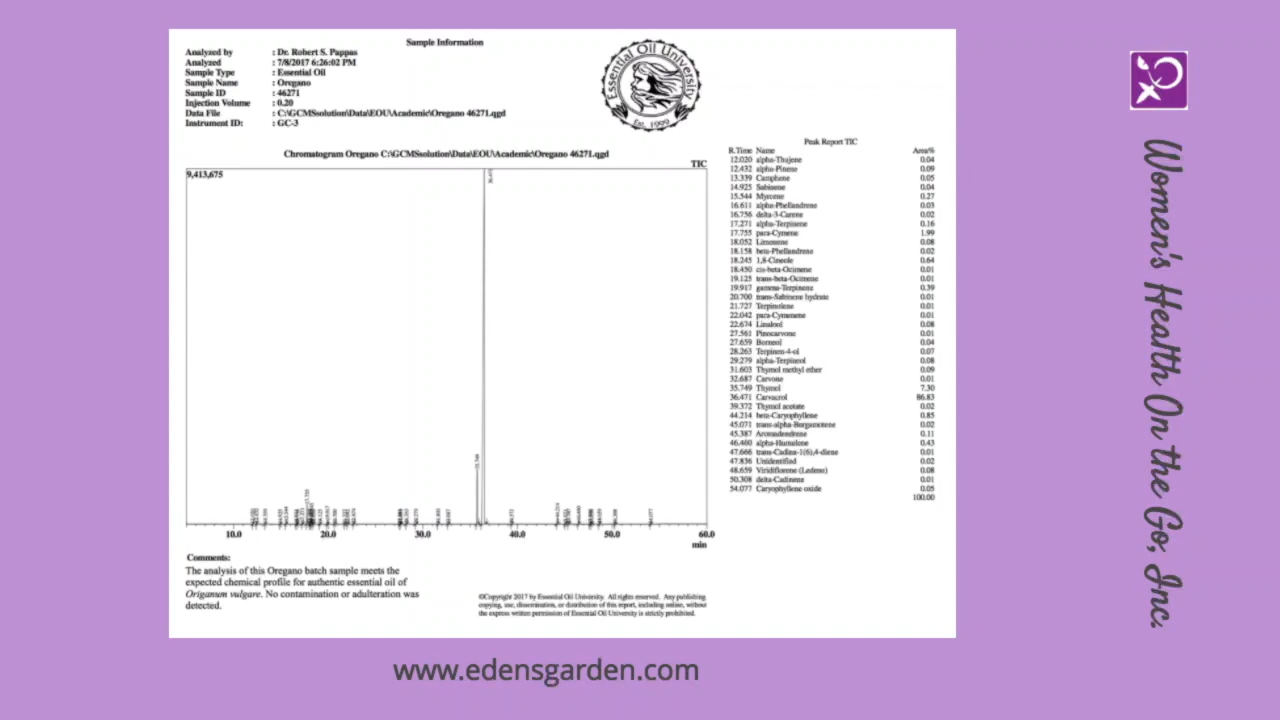 Sample Information
Analyzed by : Dr. Robert S. Pappas
Analyzed : 7/8/2017 6:26:02 PM
Sample Type : Essential Oil
Sample Name : Oregano
Sample ID : 46271
Injection Volume : 0.20
Data File : C:\GCMSsolution\Data\EOU\Academic\Oregano 46271.qgd
Instrument ID: : GC-3
Essential Oil University
Est. 1999
Chromatogram Oregano C:\GCMSsolution\Data\EOU\Academic\Oregano 46271.qgd
TIC
9,413,675
10.0 20.0 30.0 40.0 50.0 60.0
min
Peak Report TIC
R.Time Name Area%
12.020 alpha-Thujene 0.04
12.432 alpha-Pinene 0.09
13.339 Camphene 0.05
14.925 Sabinene 0.04
15.544 Myrcene 0.27
16.611 alpha-Phellandrene 0.03
16.756 delta-3-Carene 0.02
17.271 alpha-Terpinene 0.16
17.755 para-Cymene 1.99
18.052 Limonene 0.08
18.158 beta-Phellandrene 0.02
18.245 1,8-Cineole 0.64
18.450 cis-beta-Ocimene 0.01
19.125 trans-beta-Ocimene 0.01
19.917 gamma-Terpinene 0.39
20.700 trans-Sabinene hydrate 0.01
21.727 Terpinolene 0.01
22.042 para-Cymenene 0.01
22.674 Linalool 0.08
27.561 Pinocarvone 0.01
27.659 Borneol 0.04
28.263 Terpinen-4-ol 0.07
29.279 alpha-Terpineol 0.08
31.603 Thymol methyl ether 0.09
32.687 Carvone 0.01
35.749 Thymol 7.30
36.471 Carvacrol 86.83
39.372 Thymol acetate 0.02
44.214 beta-Caryophyllene 0.85
45.071 trans-alpha-Bergamotene 0.02
45.387 Aromadendrene 0.11
46.460 alpha-Humulene 0.43
47.666 trans-Cadina-1(6),4-diene 0.01
47.836 Unidentified 0.02
48.659 Viridiflorene (Ledene) 0.08
50.308 delta-Cadinene 0.01
54.077 Caryophyllene oxide 0.05
100.00
Comments:
The analysis of this Oregano batch sample meets the
expected chemical profile for authentic essential oil of
Origanum vulgare. No contamination or adulteration was
detected.
©Copyright 2017 by Essential Oil University. All rights reserved. Any publishing,
copying, use, dissemination, or distribution of this report, including online, without
the express written permission of Essential Oil University is strictly prohibited.
www.edensgarden.com
Women's Health On the Go, Inc.